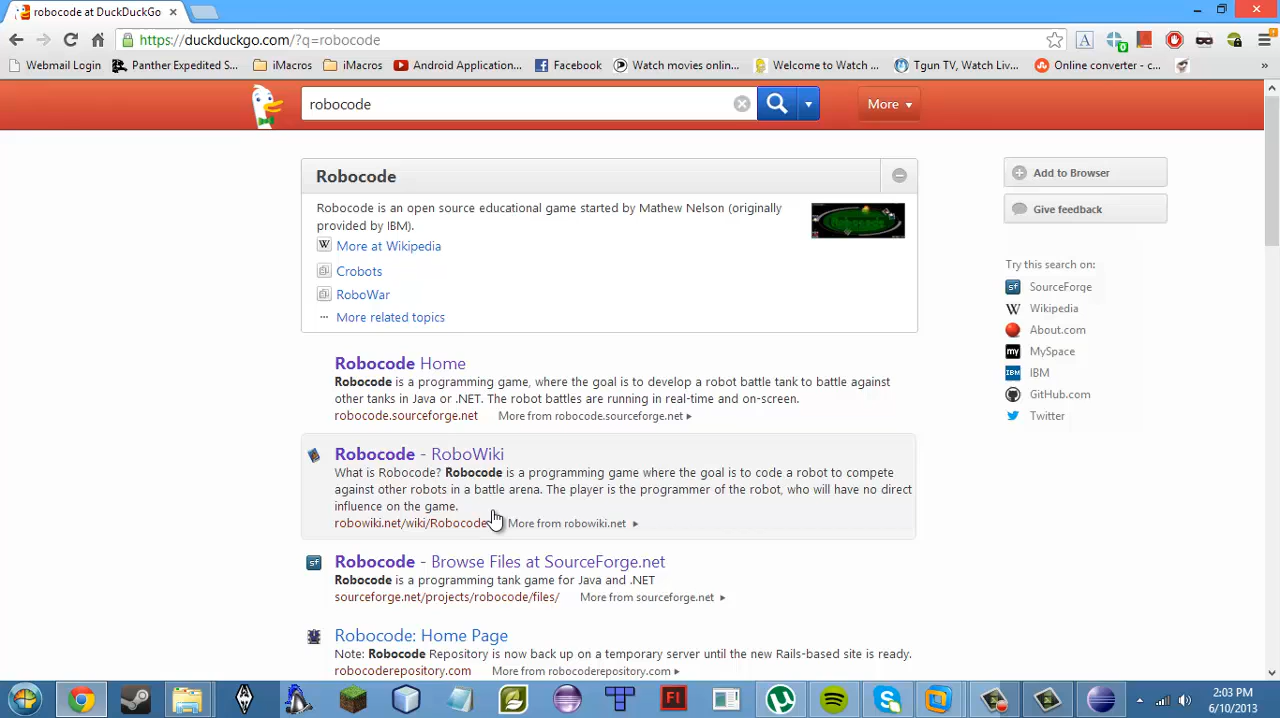 robocode at DuckDuckGo
https://duckduckgo.com/?q=robocode
Webmail Login
Panther Expedited S...
iMacros
iMacros
Android Application...
Facebook
Watch movies onlin...
Welcome to Watch ...
Tgun TV, Watch Livi...
Online converter - c...
»
robocode
More
Robocode
Robocode is an open source educational game started by Mathew Nelson (originally
provided by IBM).
W More at Wikipedia
Crobots
RoboWar
More related topics
Add to Browser
Give feedback
Try this search on:
sf SourceForge
W Wikipedia
About.com
my MySpace
IBM IBM
GitHub.com
Twitter
Robocode Home
Robocode is a programming game, where the goal is to develop a robot battle tank to battle against
other tanks in Java or .NET. The robot battles are running in real-time and on-screen.
robocode.sourceforge.net More from robocode.sourceforge.net
Robocode - RoboWiki
What is Robocode? Robocode is a programming game where the goal is to code a robot to compete
against other robots in a battle arena. The player is the programmer of the robot, who will have no direct
influence on the game.
robowiki.net/wiki/Robocode More from robowiki.net
sf Robocode - Browse Files at SourceForge.net
Robocode is a programming tank game for Java and .NET
sourceforge.net/projects/robocode/files/ More from sourceforge.net
Robocode: Home Page
Note: Robocode Repository is now back up on a temporary server until the new Rails-based site is ready.
robocoderepository.com More from robocoderepository.com
2:03 PM
6/10/2013